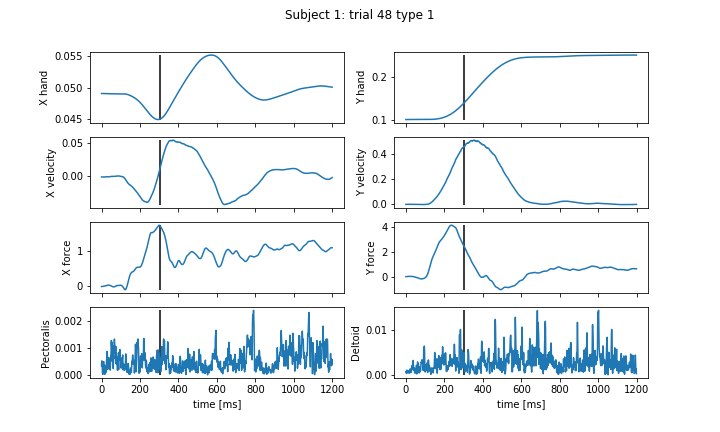 Subject 1: trial 48 type 1
0.055
0.050
0.045
X hand
0.2
0.1
Y hand
0.05
0.00
X velocity
0.4
0.2
0.0
Y velocity
1
0
X force
4
2
0
Y force
0.002
0.001
0.000
Pectoralis
0 200 400 600 800 1000 1200
time [ms]
0.01
0.00
Deltoid
0 200 400 600 800 1000 1200
time [ms]